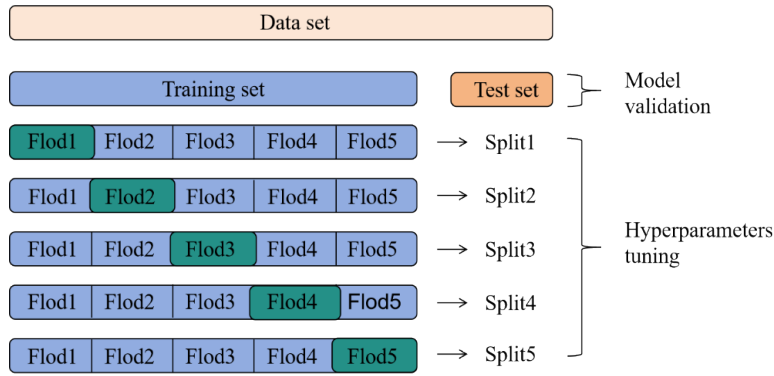 Data set
Training set Test set
Model
validation
Flod1 Flod2 Flod3 Flod4 Flod5 → Split1
Flod1 Flod2 Flod3 Flod4 Flod5 → Split2
Flod1 Flod2 Flod3 Flod4 Flod5 → Split3
Flod1 Flod2 Flod3 Flod4 Flod5 → Split4
Flod1 Flod2 Flod3 Flod4 Flod5 → Split5
Hyperparameters
tuning